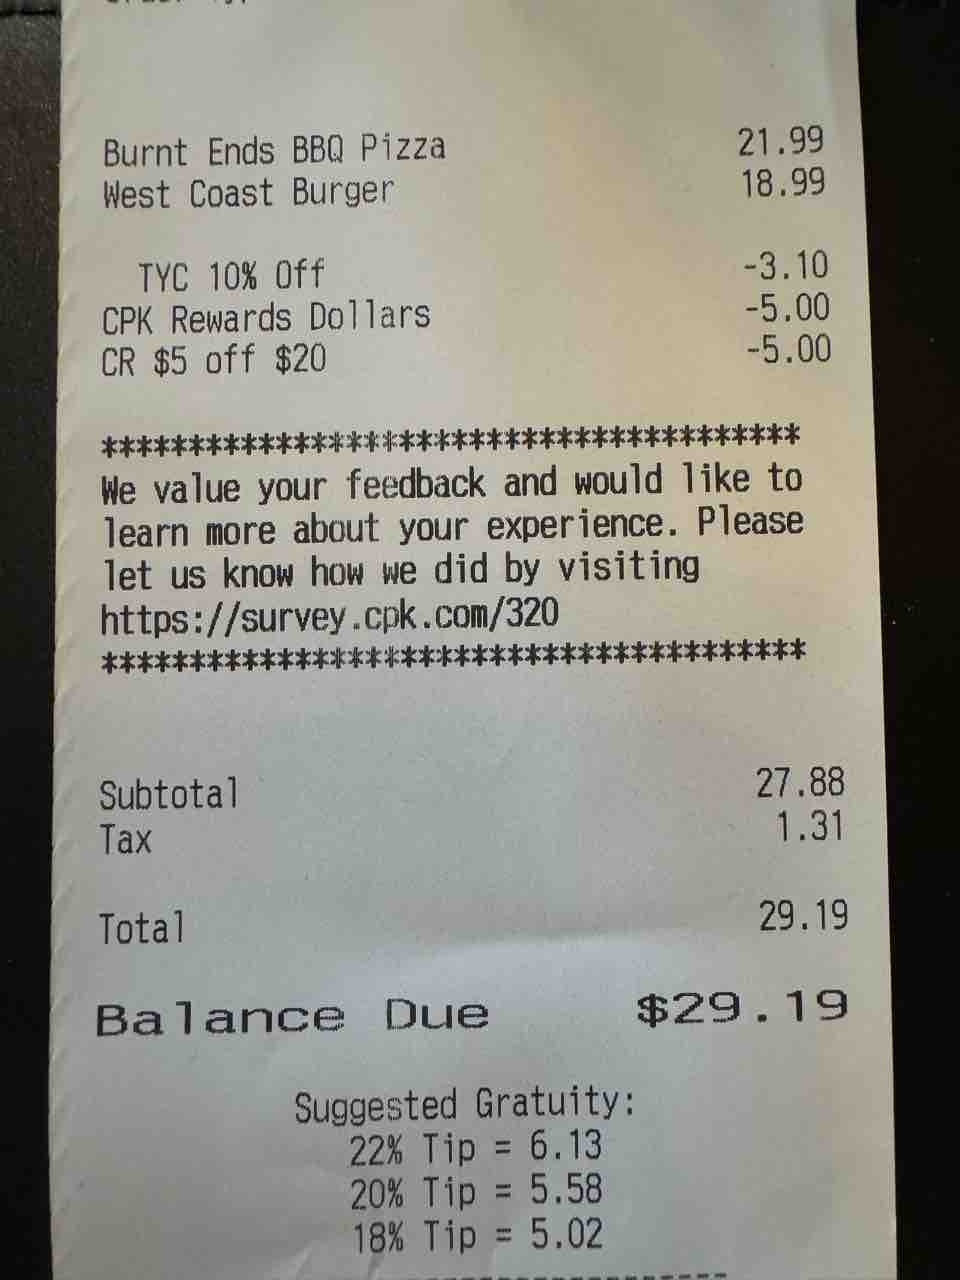 Burnt Ends BBQ Pizza 21.99
West Coast Burger 18.99
TYC 10% Off -3.10
CPK Rewards Dollars -5.00
CR $5 off $20 -5.00
****************************************
We value your feedback and would like to
learn more about your experience. Please
let us know how we did by visiting
https://survey.cpk.com/320
****************************************
Subtotal 27.88
Tax 1.31
Total 29.19
Balance Due $29.19
Suggested Gratuity:
22% Tip = 6.13
20% Tip = 5.58
18% Tip = 5.02